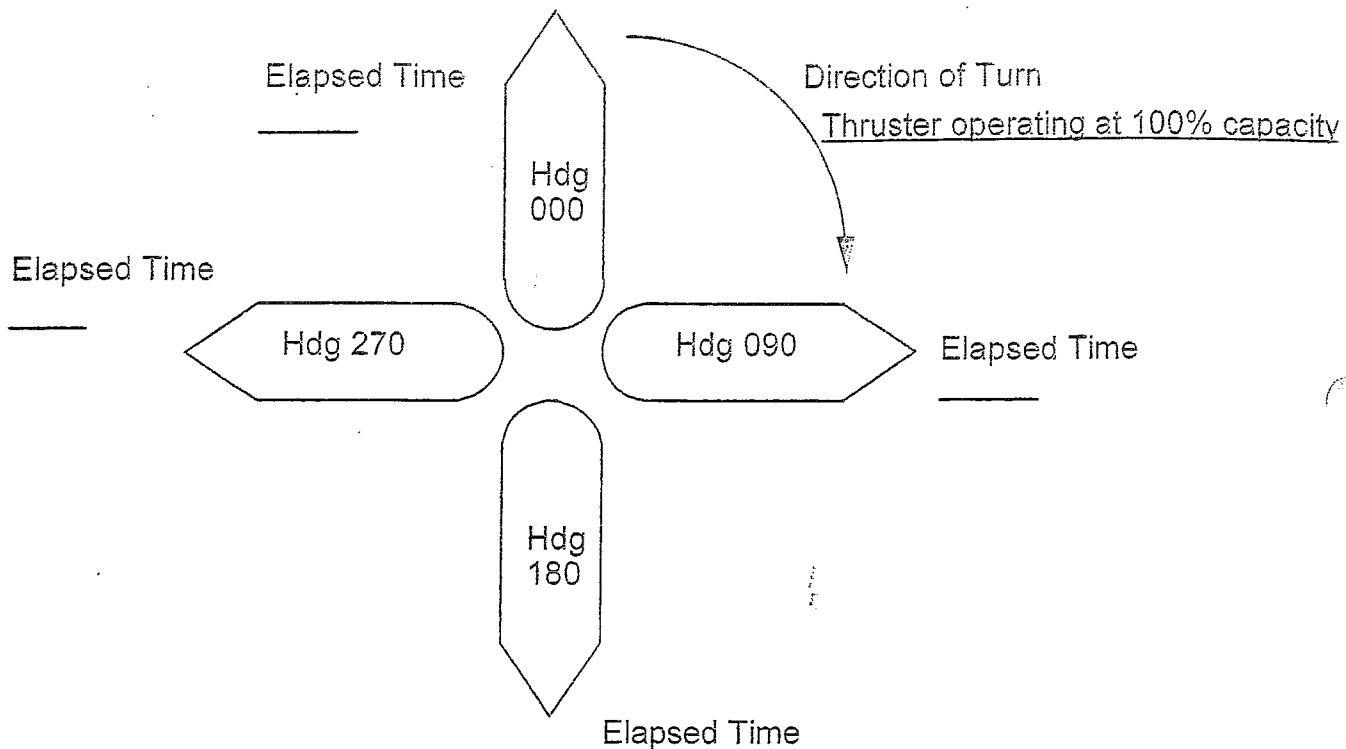 Elapsed Time
Direction of Turn
Thruster operating at 100% capacity
Hdg
000
Elapsed Time
Hdg 270
Hdg 090
Elapsed Time
Hdg
180
Elapsed Time